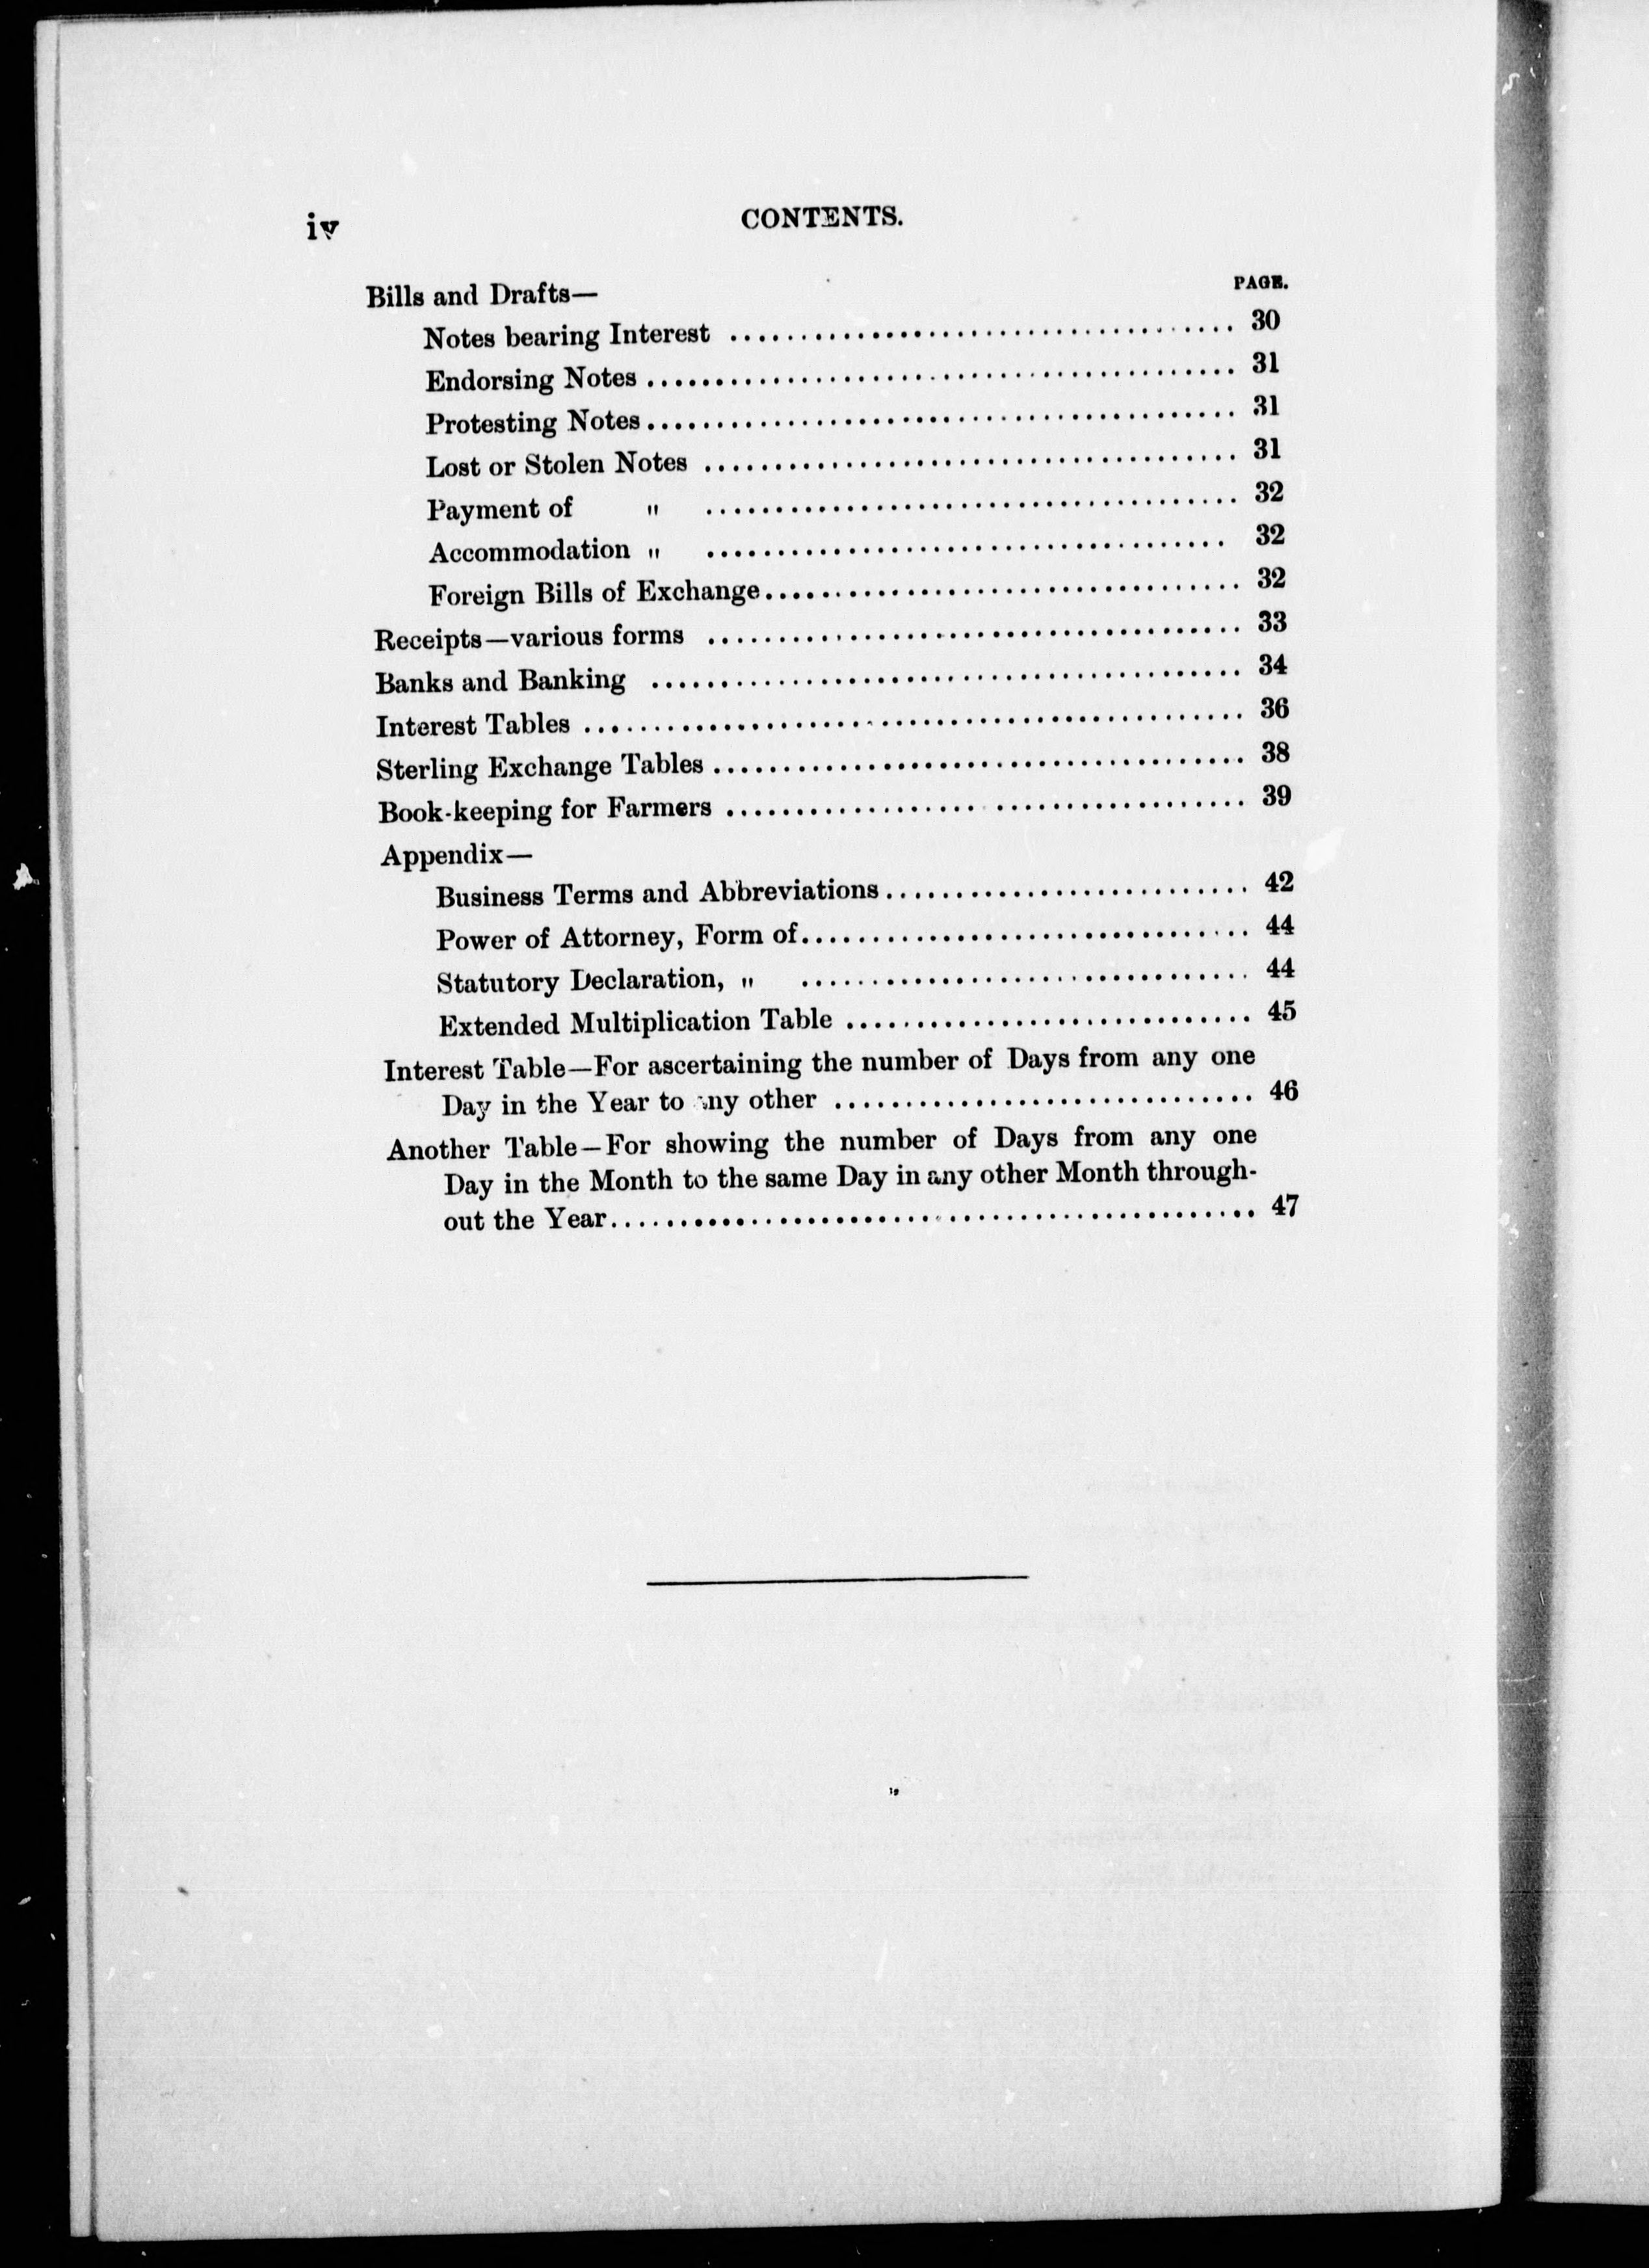 iv
CONTENTS.
PAGE.
Bills and Drafts—
Notes bearing Interest .................................... 30
Endorsing Notes .......................................... 31
Protesting Notes .......................................... 31
Lost or Stolen Notes ...................................... 31
Payment of " ...................................... 32
Accommodation " ..................................... 32
Foreign Bills of Exchange .................................. 32
Receipts—various forms ...................................... 33
Banks and Banking .......................................... 34
Interest Tables ............................................... 36
Sterling Exchange Tables ...................................... 38
Book-keeping for Farmers ..................................... 39
Appendix—
Business Terms and Abbreviations .......................... 42
Power of Attorney, Form of ................................ 44
Statutory Declaration, " ................................ 44
Extended Multiplication Table ............................. 45
Interest Table—For ascertaining the number of Days from any one
Day in the Year to any other .............................. 46
Another Table—For showing the number of Days from any one
Day in the Month to the same Day in any other Month through-
out the Year .............................................. 47